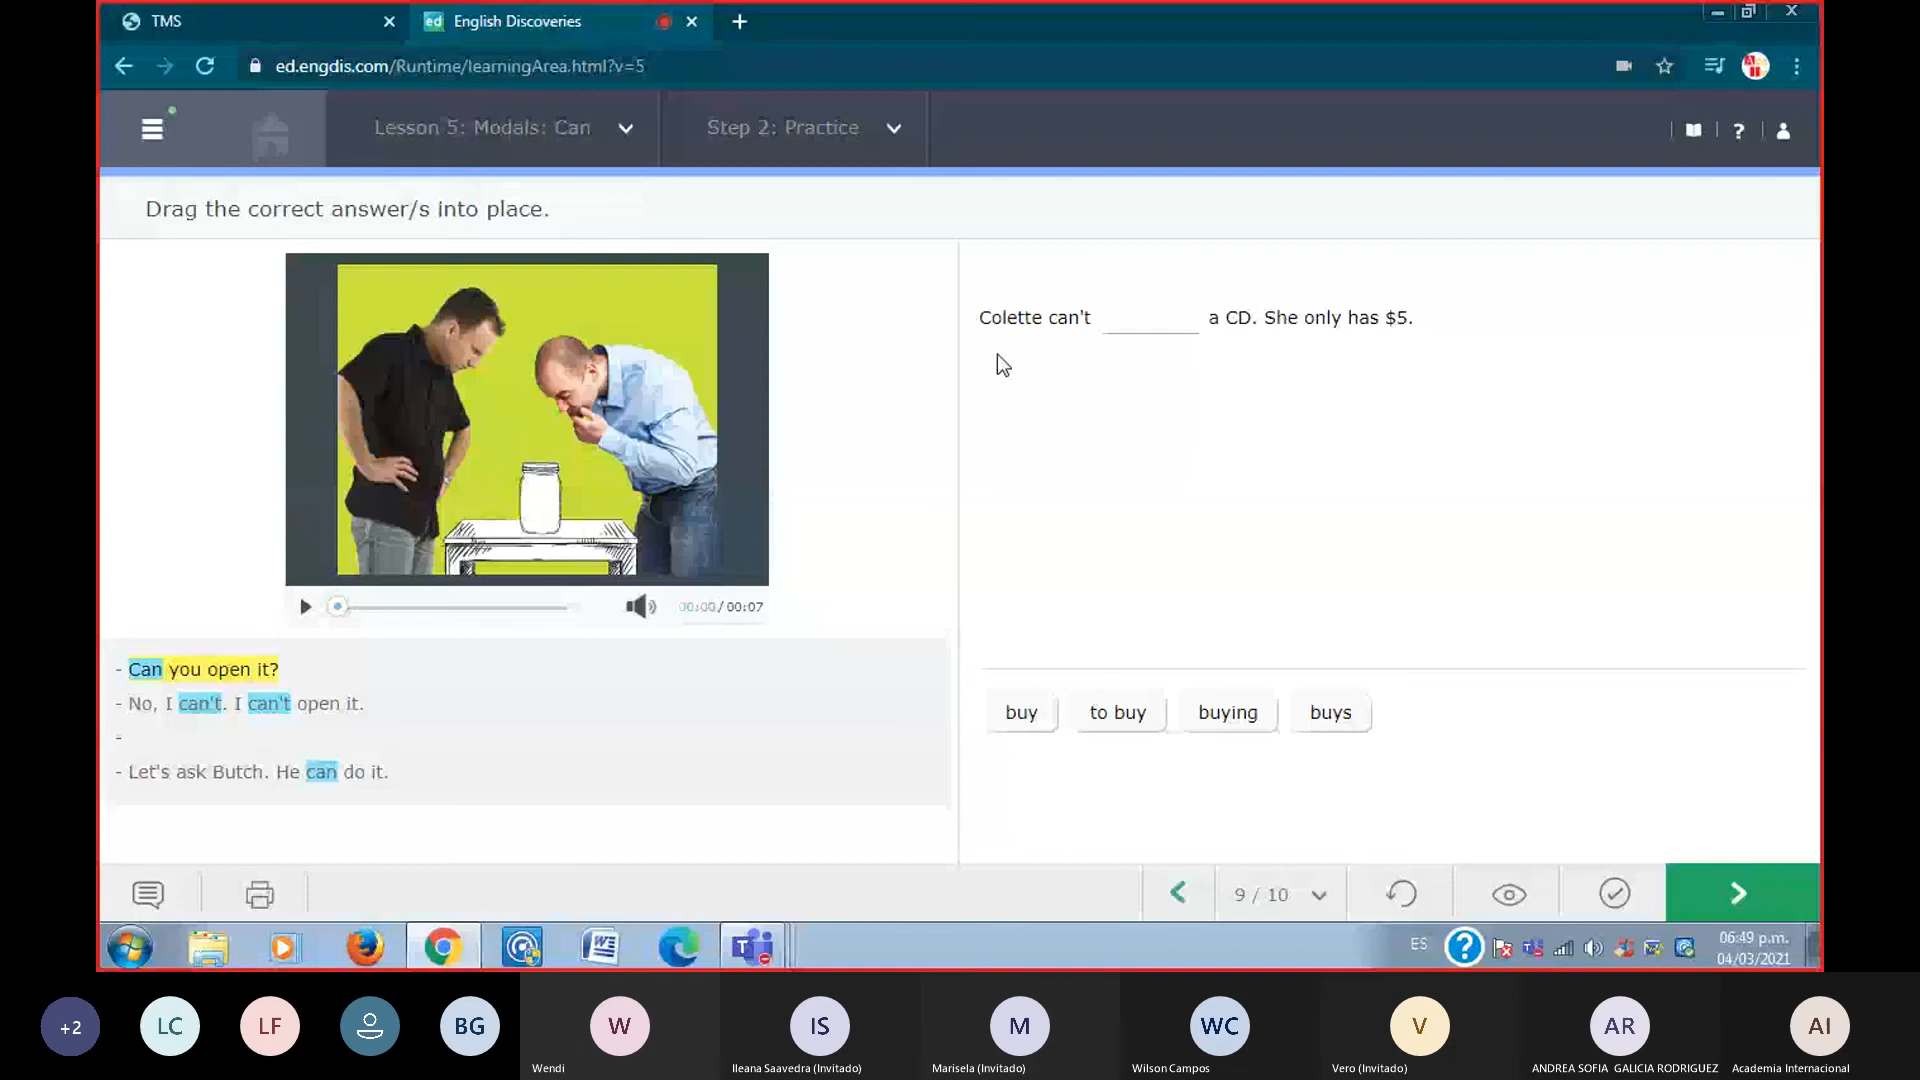 TMS
ed English Discoveries
ed.engdis.com/Runtime/learningArea.html?v=5
Lesson 5: Modals: Can
Step 2: Practice
?
Drag the correct answer/s into place.
Colette can't ________ a CD. She only has $5.
00:00 / 00:07
- Can you open it?
- No, I can't. I can't open it.
-
- Let's ask Butch. He can do it.
buy
to buy
buying
buys
9 / 10
ES
06:49 p.m.
04/03/2021
+2
LC
LF
BG
W
IS
M
WC
V
AR
AI
Wendi
Ileana Saavedra (Invitado)
Marisela (Invitado)
Wilson Campos
Vero (Invitado)
ANDREA SOFIA GALICIA RODRIGUEZ
Academia Internacional